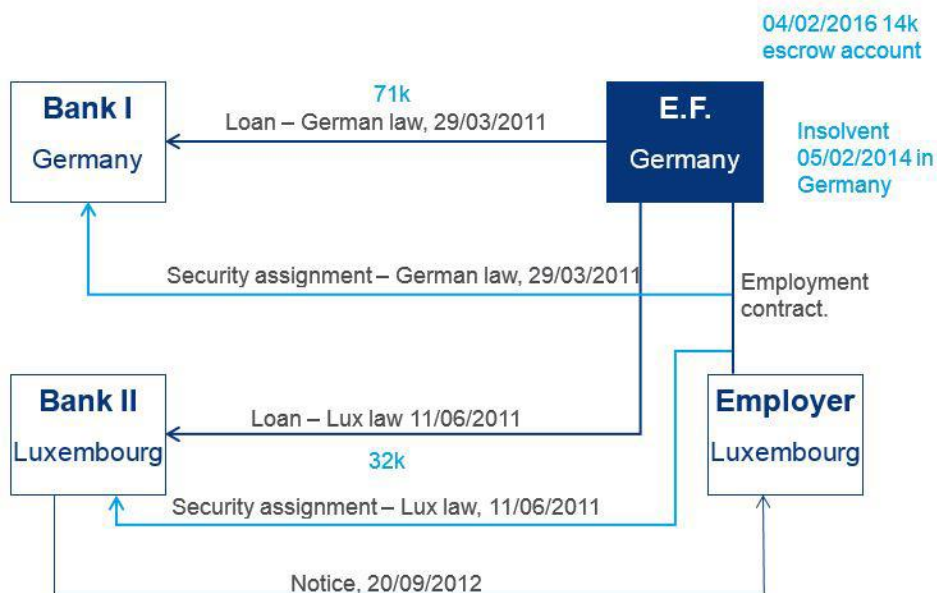 04/02/2016 14k
escrow account
Bank I
Germany
71k
Loan – German law, 29/03/2011
E.F.
Germany
Insolvent
05/02/2014 in
Germany
Security assignment – German law, 29/03/2011
Employment
contract.
Bank II
Luxembourg
Loan – Lux law 11/06/2011
32k
Employer
Luxembourg
Security assignment – Lux law, 11/06/2011
Notice, 20/09/2012